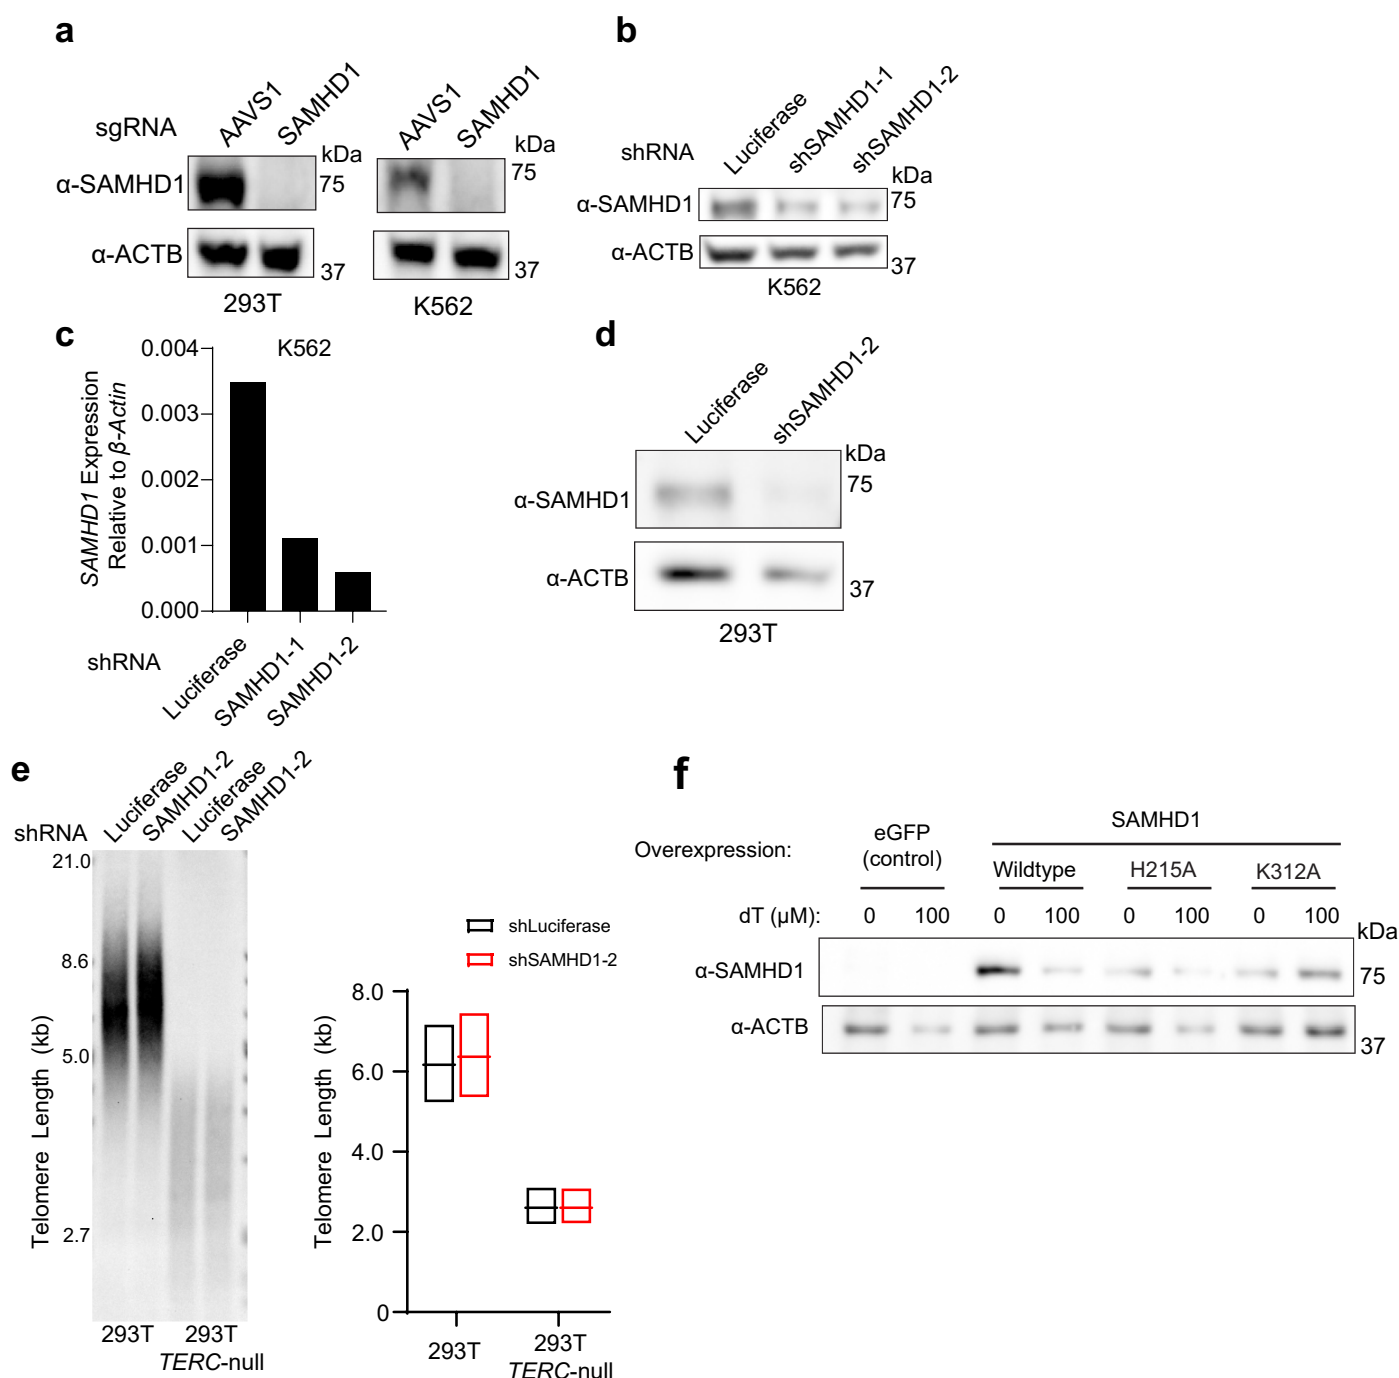 a
sgRNA
AAVS1
SAMHD1
AAVS1
SAMHD1
kDa
kDa
α-SAMHD1
75
75
α-ACTB
37
37
293T
K562
b
shRNA
Luciferase
shSAMHD1-1
shSAMHD1-2
kDa
α-SAMHD1
75
α-ACTB
37
K562
c
K562
SAMHD1 Expression
Relative to β-Actin
0.004
0.003
0.002
0.001
0.000
shRNA
Luciferase
SAMHD1-1
SAMHD1-2
d
Luciferase
shSAMHD1-2
kDa
α-SAMHD1
75
α-ACTB
37
293T
e
shRNA
Luciferase
SAMHD1-2
Luciferase
SAMHD1-2
Telomere Length (kb)
21.0
8.6
5.0
2.7
293T
293T
TERC-null
shLuciferase
shSAMHD1-2
Telomere Length (kb)
8.0
6.0
4.0
2.0
0
293T
293T
TERC-null
f
SAMHD1
Overexpression:
eGFP
(control)
Wildtype
H215A
K312A
dT (μM):
0 100 0 100 0 100 0 100
kDa
α-SAMHD1
75
α-ACTB
37